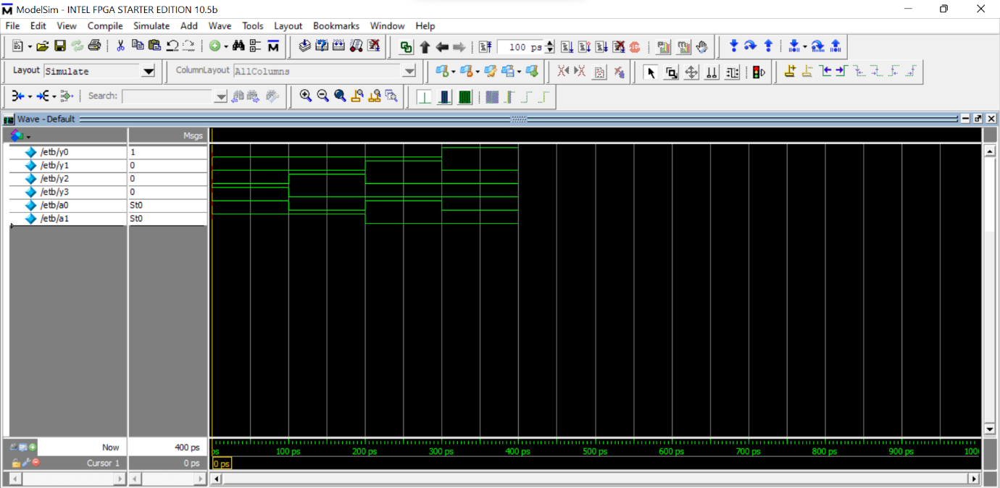 ModelSim - INTEL FPGA STARTER EDITION 10.5b
File Edit View Compile Simulate Add Wave Tools Layout Bookmarks Window Help
100 ps
Layout Simulate ColumnLayout AllColumns
Search:
Wave - Default
Msgs
/etb/y0 1
/etb/y1 0
/etb/y2 0
/etb/y3 0
/etb/a0 St0
/etb/a1 St0
Now 400 ps ps 100 ps 200 ps 300 ps 400 ps 500 ps 600 ps 700 ps 800 ps 900 ps 100
Cursor 1 0 ps 0 ps